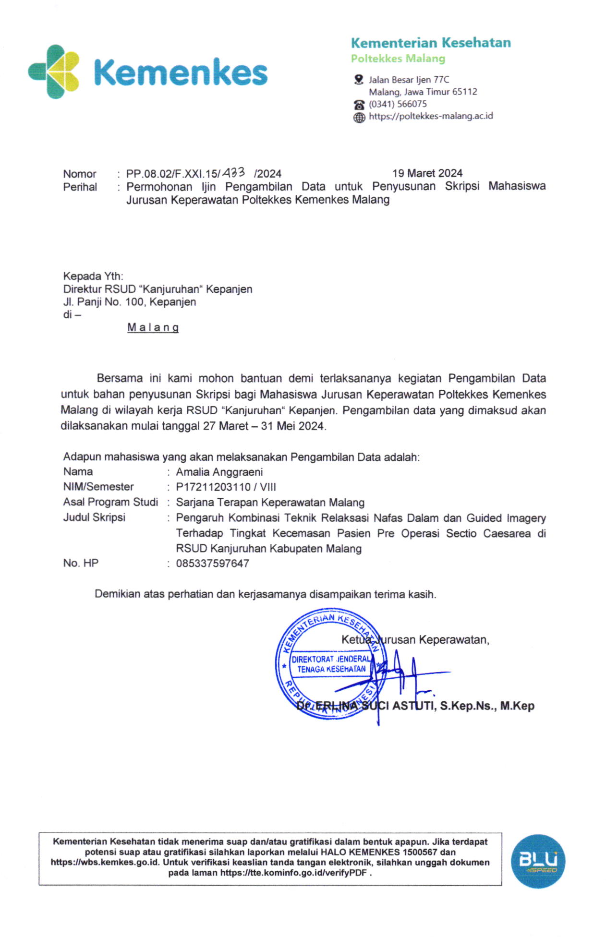 Kemenkes
Kementerian Kesehatan
Poltekkes Malang
Jalan Besar Ijen 77C
Malang, Jawa Timur 65112
(0341) 566075
https://poltekkes-malang.ac.id
Nomor : PP.08.02/F.XXI.15/ /2024 19 Maret 2024
Perihal : Permohonan Ijin Pengambilan Data untuk Penyusunan Skripsi Mahasiswa
Jurusan Keperawatan Poltekkes Kemenkes Malang
Kepada Yth:
Direktur RSUD "Kanjuruhan" Kepanjen
Jl. Panji No. 100, Kepanjen
di –
M a l a n g
Bersama ini kami mohon bantuan demi terlaksananya kegiatan Pengambilan Data
untuk bahan penyusunan Skripsi bagi Mahasiswa Jurusan Keperawatan Poltekkes Kemenkes
Malang di wilayah kerja RSUD "Kanjuruhan" Kepanjen. Pengambilan data yang dimaksud akan
dilaksanakan mulai tanggal 27 Maret – 31 Mei 2024.
Adapun mahasiswa yang akan melaksanakan Pengambilan Data adalah:
Nama : Amalia Anggraeni
NIM/Semester : P17211203110 / VIII
Asal Program Studi : Sarjana Terapan Keperawatan Malang
Judul Skripsi : Pengaruh Kombinasi Teknik Relaksasi Nafas Dalam dan Guided Imagery
Terhadap Tingkat Kecemasan Pasien Pre Operasi Sectio Caesarea di
RSUD Kanjuruhan Kabupaten Malang
No. HP : 085337597647
Demikian atas perhatian dan kerjasamanya disampaikan terima kasih.
Ketua Jurusan Keperawatan,
KEMENTERIAN KESEHATAN
DIREKTORAT JENDERAL
TENAGA KESEHATAN
REPUBLIK INDONESIA
Dr. ERLINA SUCI ASTUTI, S.Kep.Ns., M.Kep
Kementerian Kesehatan tidak menerima suap dan/atau gratifikasi dalam bentuk apapun. Jika terdapat
potensi suap atau gratifikasi silahkan laporkan melalui HALO KEMENKES 1500567 dan
https://wbs.kemkes.go.id. Untuk verifikasi keaslian tanda tangan elektronik, silahkan unggah dokumen
pada laman https://tte.kominfo.go.id/verifyPDF .
BLU
SPEED